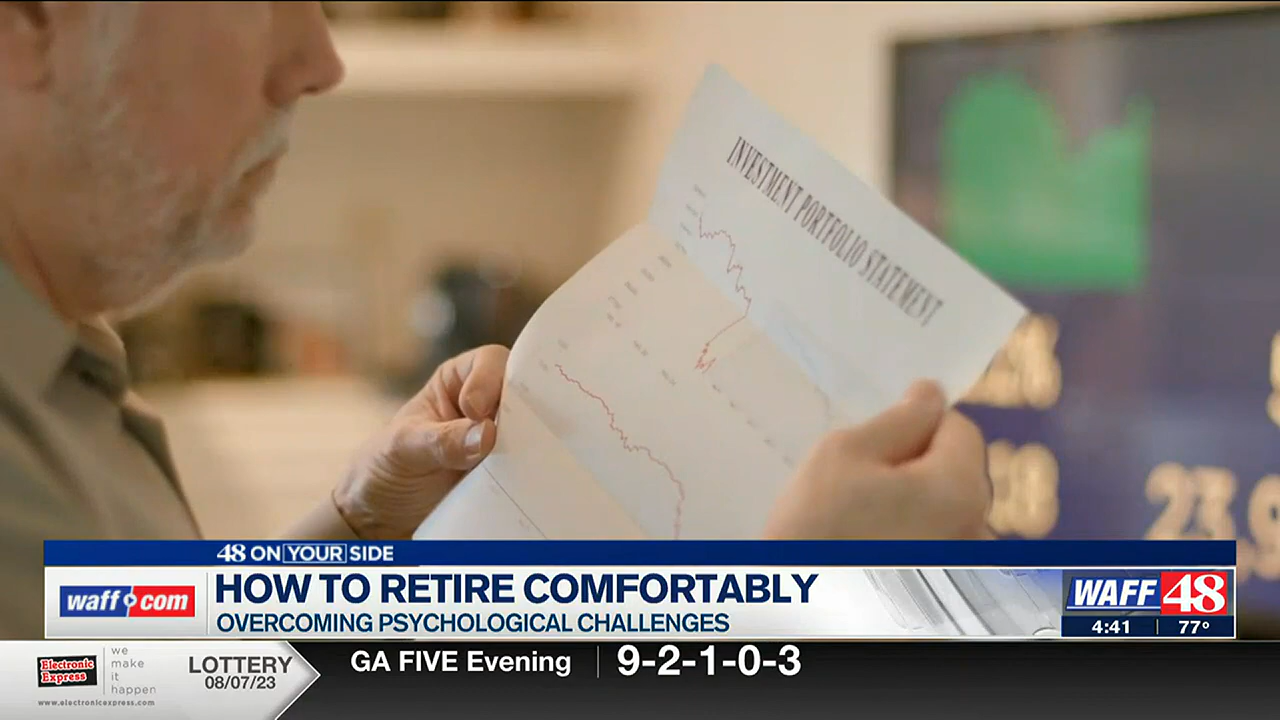 INVESTMENT PORTFOLIO STATEMENT
23.9
48 ON YOUR SIDE
waff com
HOW TO RETIRE COMFORTABLY
OVERCOMING PSYCHOLOGICAL CHALLENGES
WAFF 48
4:41 77°
Electronic Express
we
make
it
happen
www.electronicexpress.com
LOTTERY
08/07/23
GA FIVE Evening 9-2-1-0-3